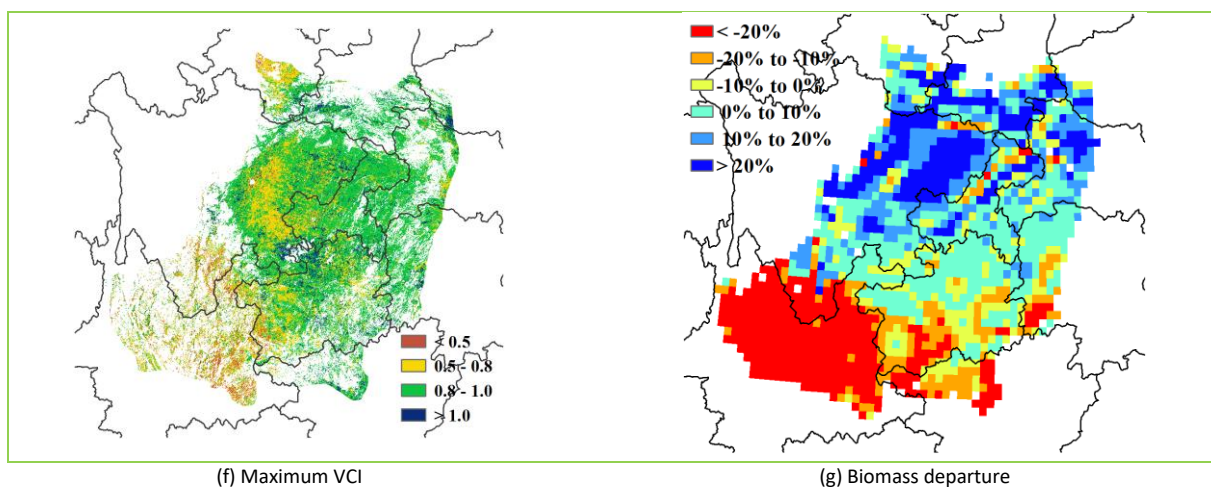 < -20%
-20% to -10%
-10% to 0%
0% to 10%
10% to 20%
> 20%
< 0.5
0.5 - 0.8
0.8 - 1.0
> 1.0
(f) Maximum VCI
(g) Biomass departure